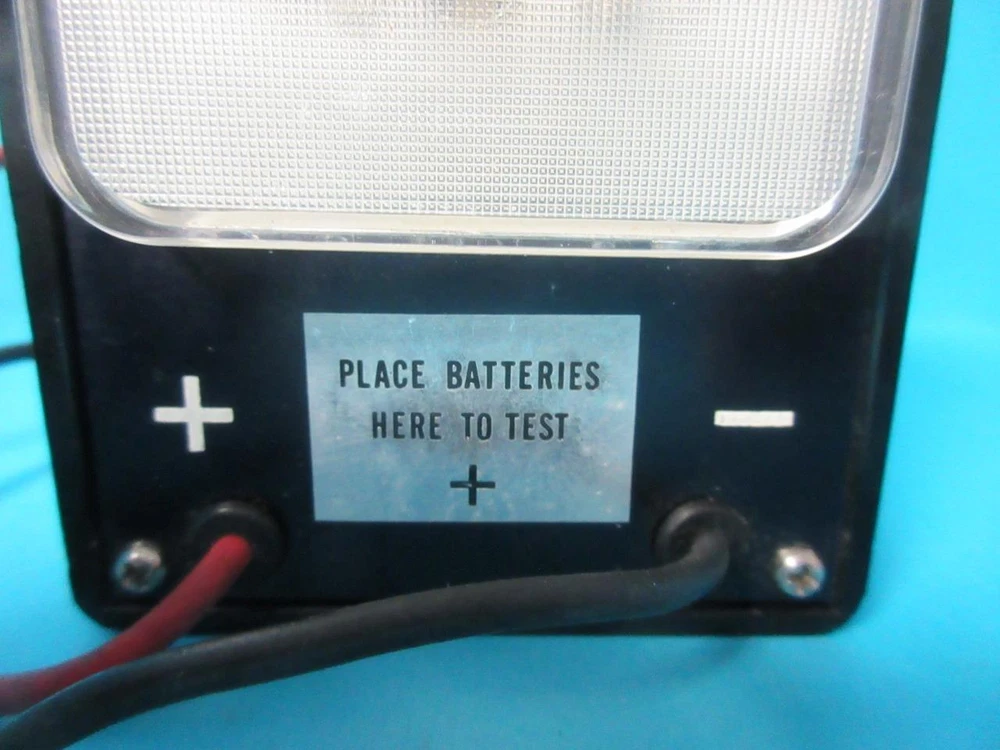 PLACE BATTERIES
HERE TO TEST
+
+ −